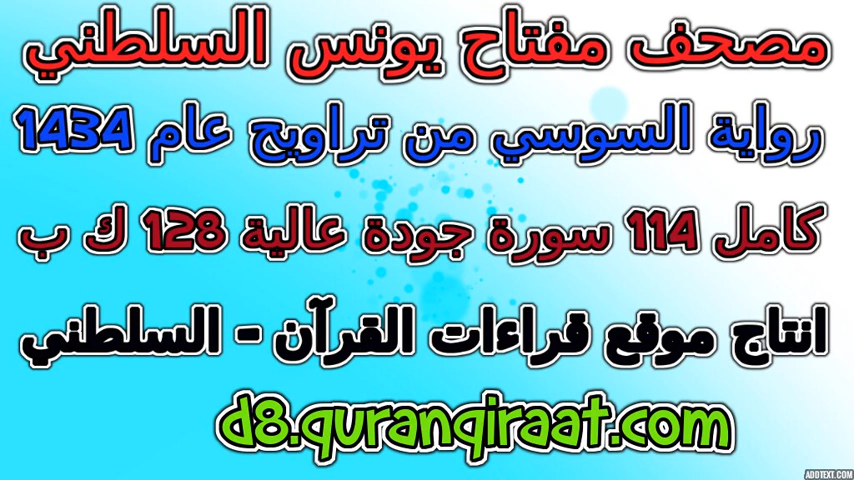 مصحف مفتاح يونس السلطني
رواية السوسي من تراويح عام 1434
كامل 114 سورة جودة عالية 128 ك ب
انتاج موقع قراءات القرآن - السلطني
d8.quranqiraat.com
ADDTEXT.COM